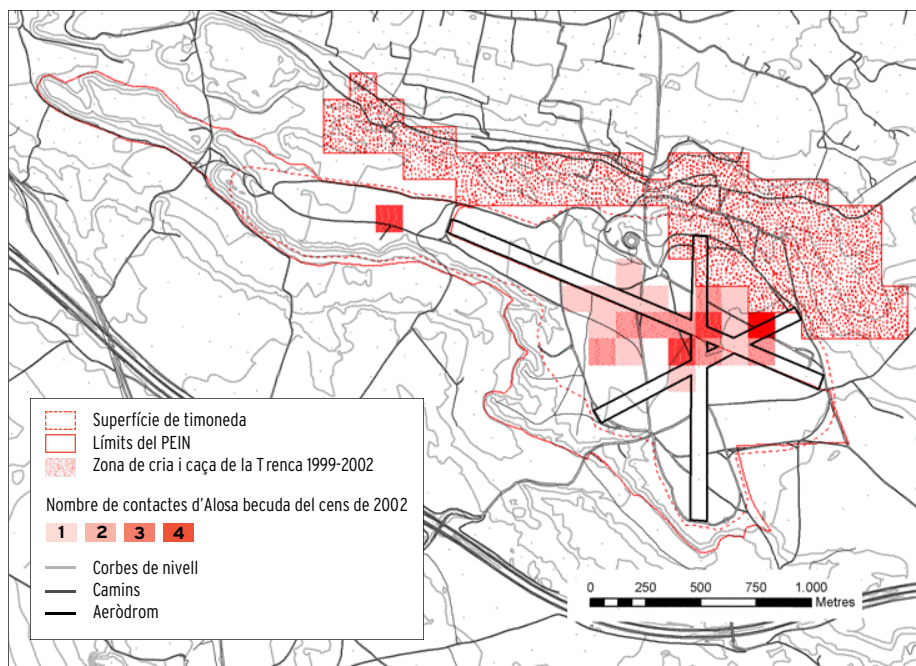 Superfície de timoneda
Límits del PEIN
Zona de cria i caça de la Trenca 1999-2002
Nombre de contactes d'Alosa becuda del cens de 2002
1 2 3 4
Corbes de nivell
Camins
Aeròdrom
0 250 500 750 1.000
Metres